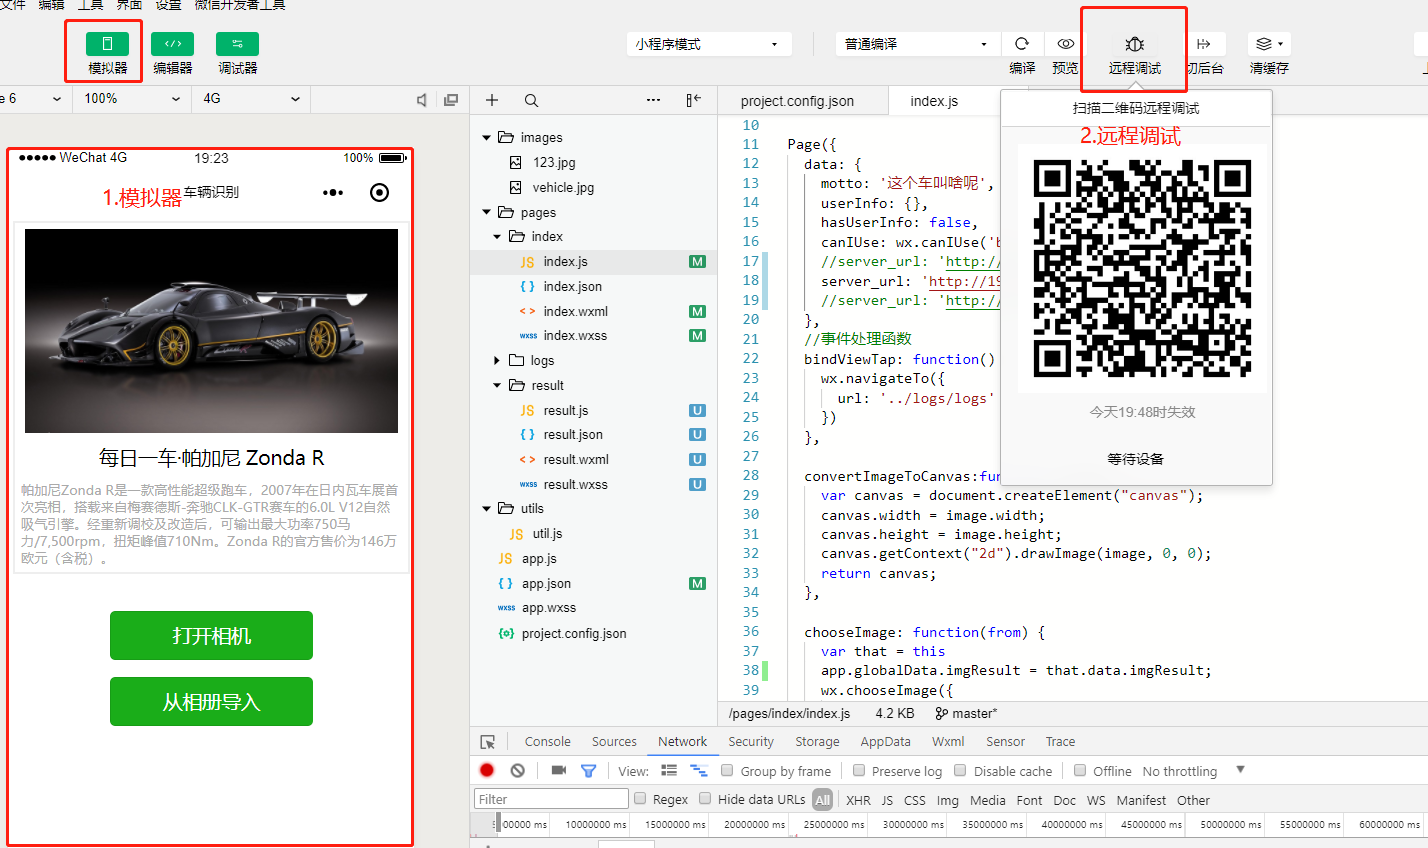 文件 编辑 工具 界面 设置 微信开发者工具
模拟器 编辑器 调试器
小程序模式 普通编译
编译 预览 远程调试 切后台 清缓存
e 6 100% 4G
project.config.json index.js
扫描二维码远程调试
2.远程调试
今天19:48时失效
等待设备
WeChat 4G 19:23 100%
1.模拟器 车辆识别
每日一车·帕加尼 Zonda R
帕加尼Zonda R是一款高性能超级跑车，2007年在日内瓦车展首
次亮相，搭载来自梅赛德斯-奔驰CLK-GTR赛车的6.0L V12自然
吸气引擎。经重新调校及改造后，可输出最大功率750马
力/7,500rpm，扭矩峰值710Nm。Zonda R的官方售价为146万
欧元（含税）。
打开相机
从相册导入
images
123.jpg
vehicle.jpg
pages
index
index.js M
index.json
index.wxml M
index.wxss M
logs
result
result.js U
result.json U
result.wxml U
result.wxss U
utils
util.js
app.js
app.json M
app.wxss
project.config.json
10
11 Page({
12 data: {
13 motto: '这个车叫啥呢',
14 userInfo: {},
15 hasUserInfo: false,
16 canIUse: wx.canIUse('b
17 //server_url: 'http://
18 server_url: 'http://19
19 //server_url: 'http://
20 },
21 //事件处理函数
22 bindViewTap: function()
23 wx.navigateTo({
24 url: '../logs/logs'
25 })
26 },
27
28 convertImageToCanvas:fun
29 var canvas = document.createElement("canvas");
30 canvas.width = image.width;
31 canvas.height = image.height;
32 canvas.getContext("2d").drawImage(image, 0, 0);
33 return canvas;
34 },
35
36 chooseImage: function(from) {
37 var that = this
38 app.globalData.imgResult = that.data.imgResult;
39 wx.chooseImage({
/pages/index/index.js 4.2 KB master*
Console Sources Network Security Storage AppData Wxml Sensor Trace
View: Group by frame Preserve log Disable cache Offline No throttling
Filter Regex Hide data URLs All XHR JS CSS Img Media Font Doc WS Manifest Other
00000 ms 10000000 ms 15000000 ms 20000000 ms 25000000 ms 30000000 ms 35000000 ms 40000000 ms 45000000 ms 50000000 ms 55000000 ms 60000000 ms